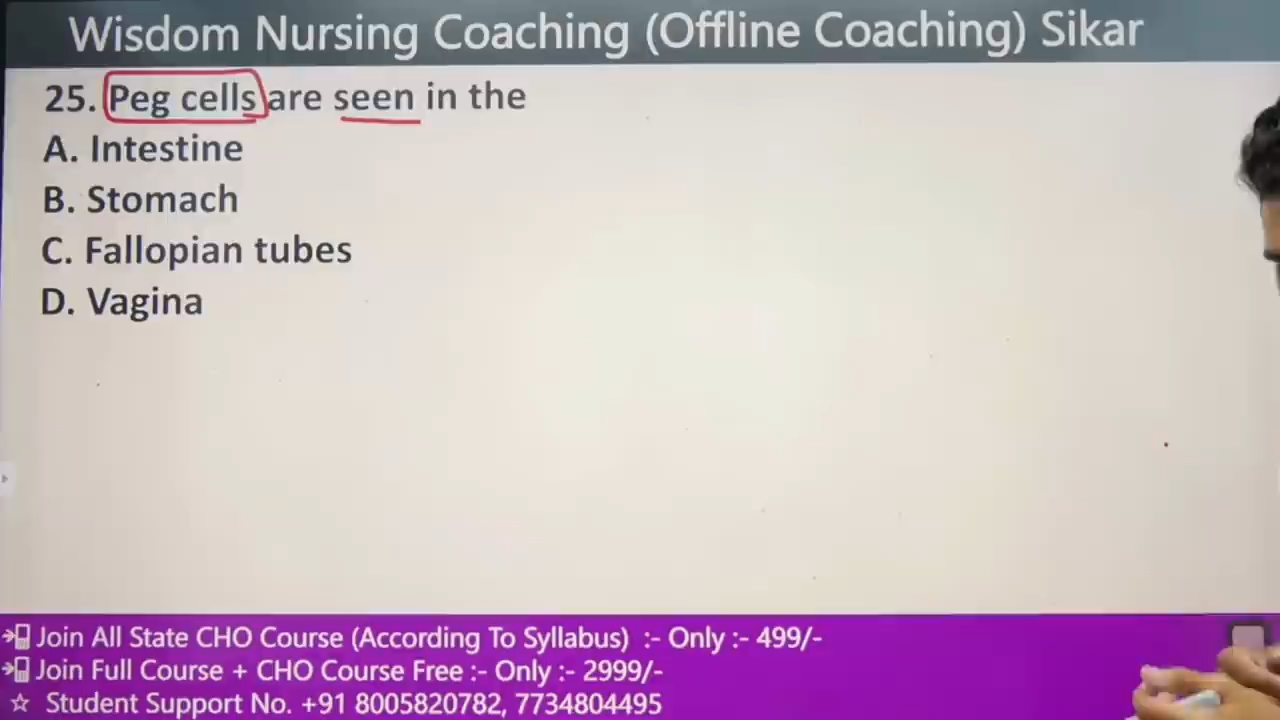 Wisdom Nursing Coaching (Offline Coaching) Sikar
25. Peg cells are seen in the
A. Intestine
B. Stomach
C. Fallopian tubes
D. Vagina
Join All State CHO Course (According To Syllabus) :- Only :- 499/-
Join Full Course + CHO Course Free :- Only :- 2999/-
☆ Student Support No. +91 8005820782, 7734804495